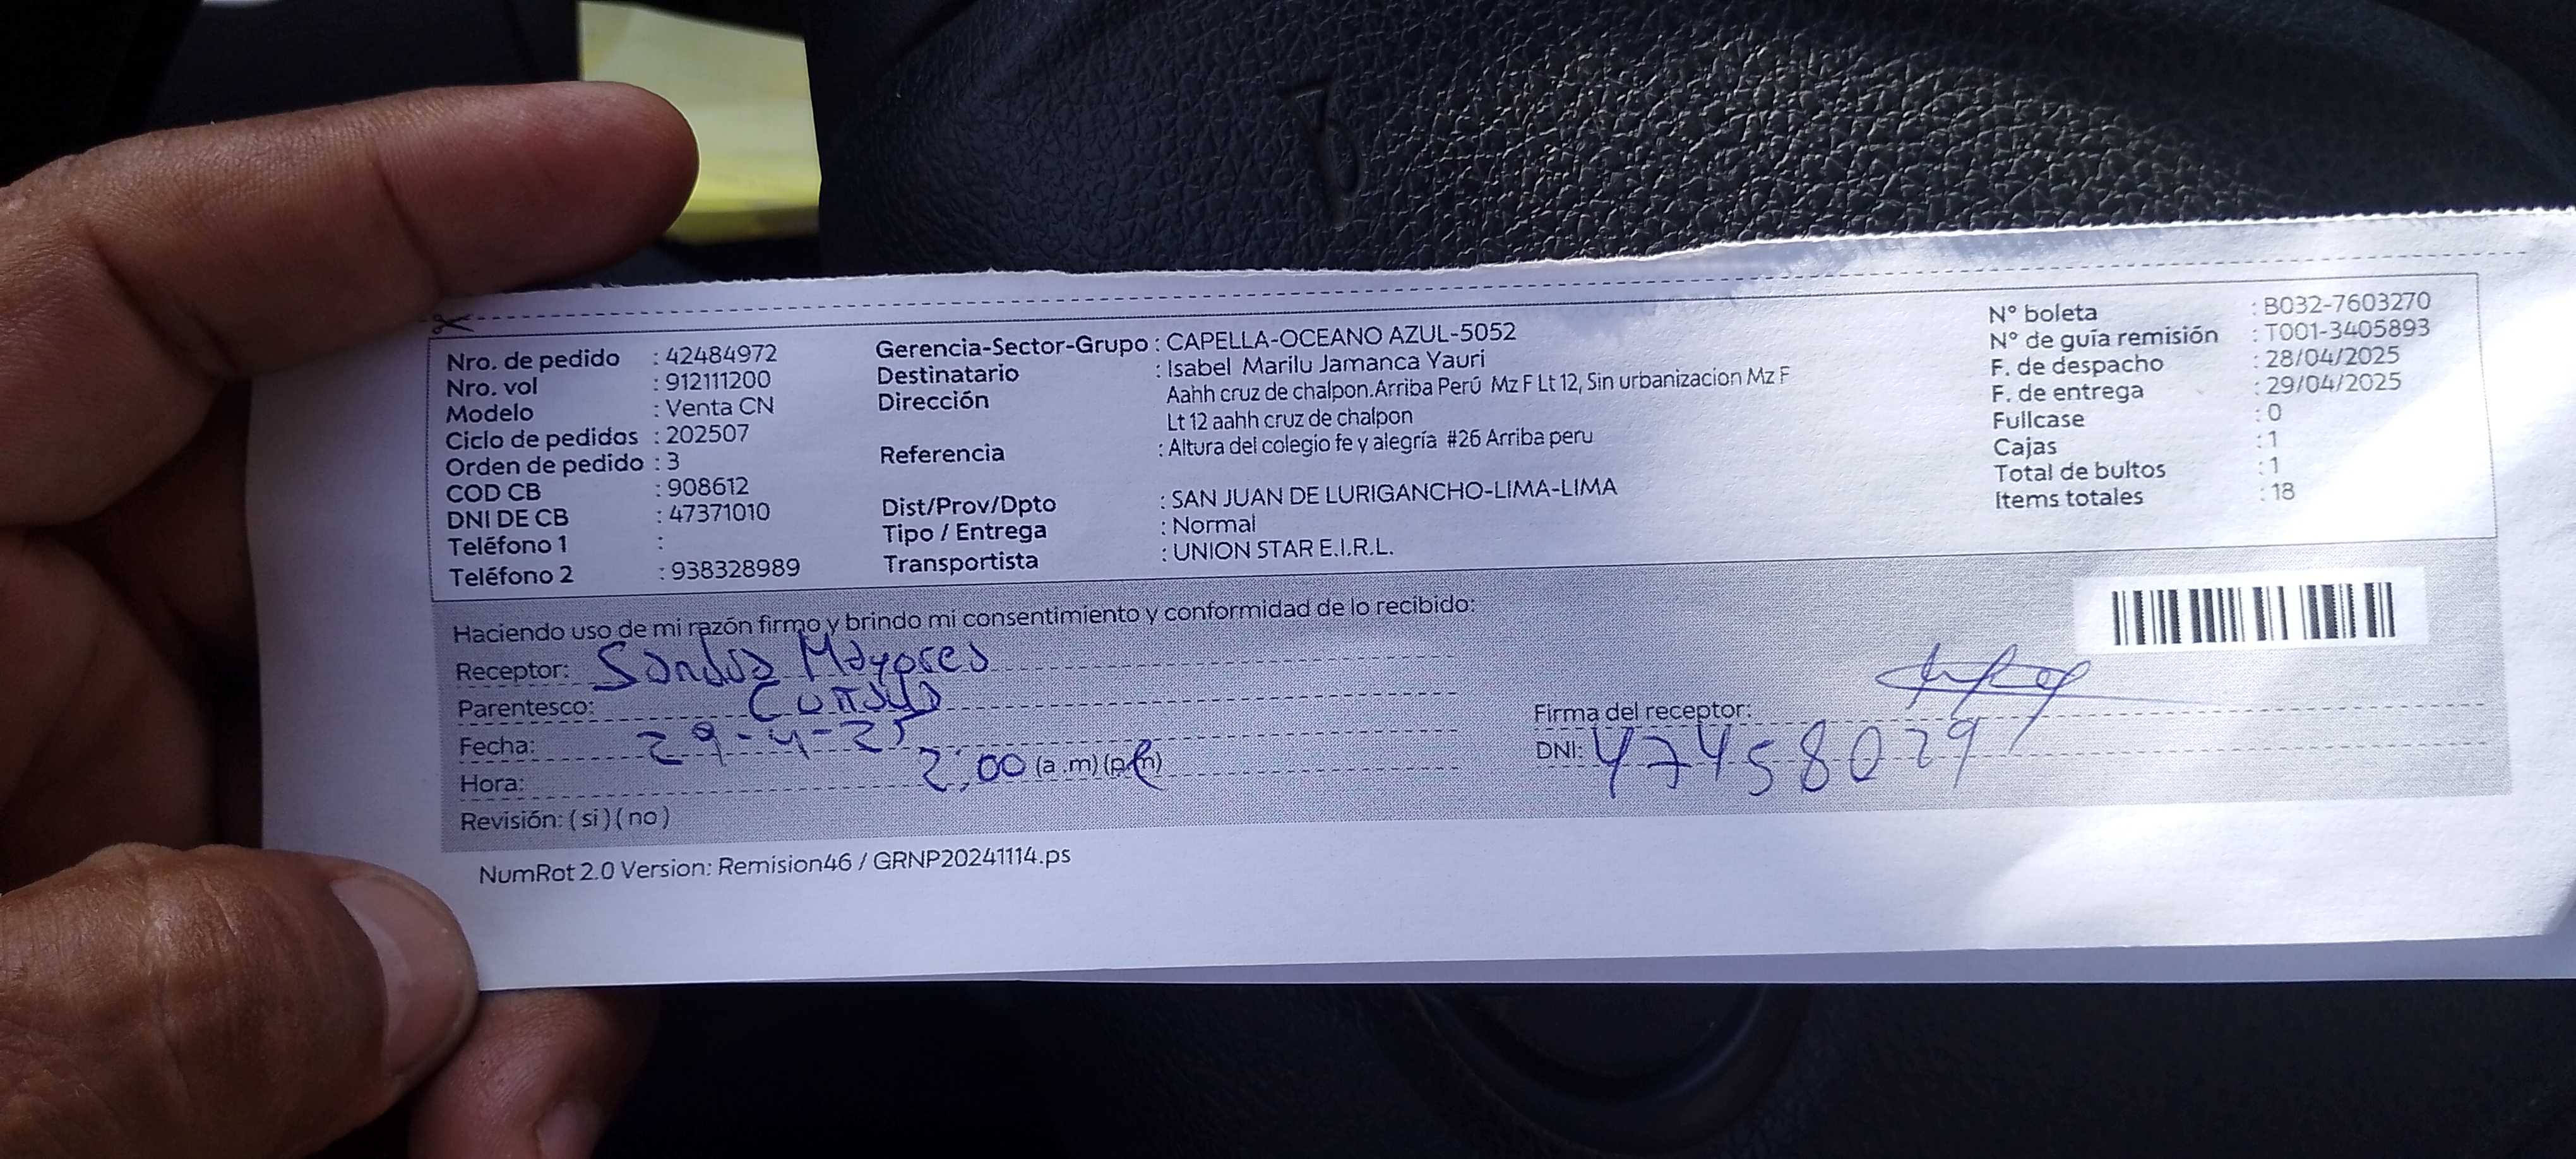 Nro. de pedido : 42484972
Nro. vol : 912111200
Modelo : Venta CN
Ciclo de pedidos : 202507
Orden de pedido : 3
COD CB : 908612
DNI DE CB : 47371010
Teléfono 1 :
Teléfono 2 : 938328989
Gerencia-Sector-Grupo : CAPELLA-OCEANO AZUL-5052
Destinatario : Isabel Marilu Jamanca Yauri
Dirección Aahh cruz de chalpon.Arriba Perú Mz F Lt 12, Sin urbanizacion Mz F
Lt 12 aahh cruz de chalpon
Referencia : Altura del colegio fe y alegría #26 Arriba peru
Dist/Prov/Dpto : SAN JUAN DE LURIGANCHO-LIMA-LIMA
Tipo / Entrega : Normal
Transportista : UNION STAR E.I.R.L.
N° boleta : B032-7603270
N° de guía remisión : T001-3405893
F. de despacho : 28/04/2025
F. de entrega : 29/04/2025
Fullcase : 0
Cajas : 1
Total de bultos : 1
Items totales : 18
Haciendo uso de mi razón firmo y brindo mi consentimiento y conformidad de lo recibido:
Receptor: Mayores
Parentesco:
Fecha: 29-4-25
Hora: 2:00 (a .m) (p.m)
Revisión: ( si ) ( no )
Firma del receptor:
DNI: 47458029
NumRot 2.0 Version: Remision46 / GRNP20241114.ps